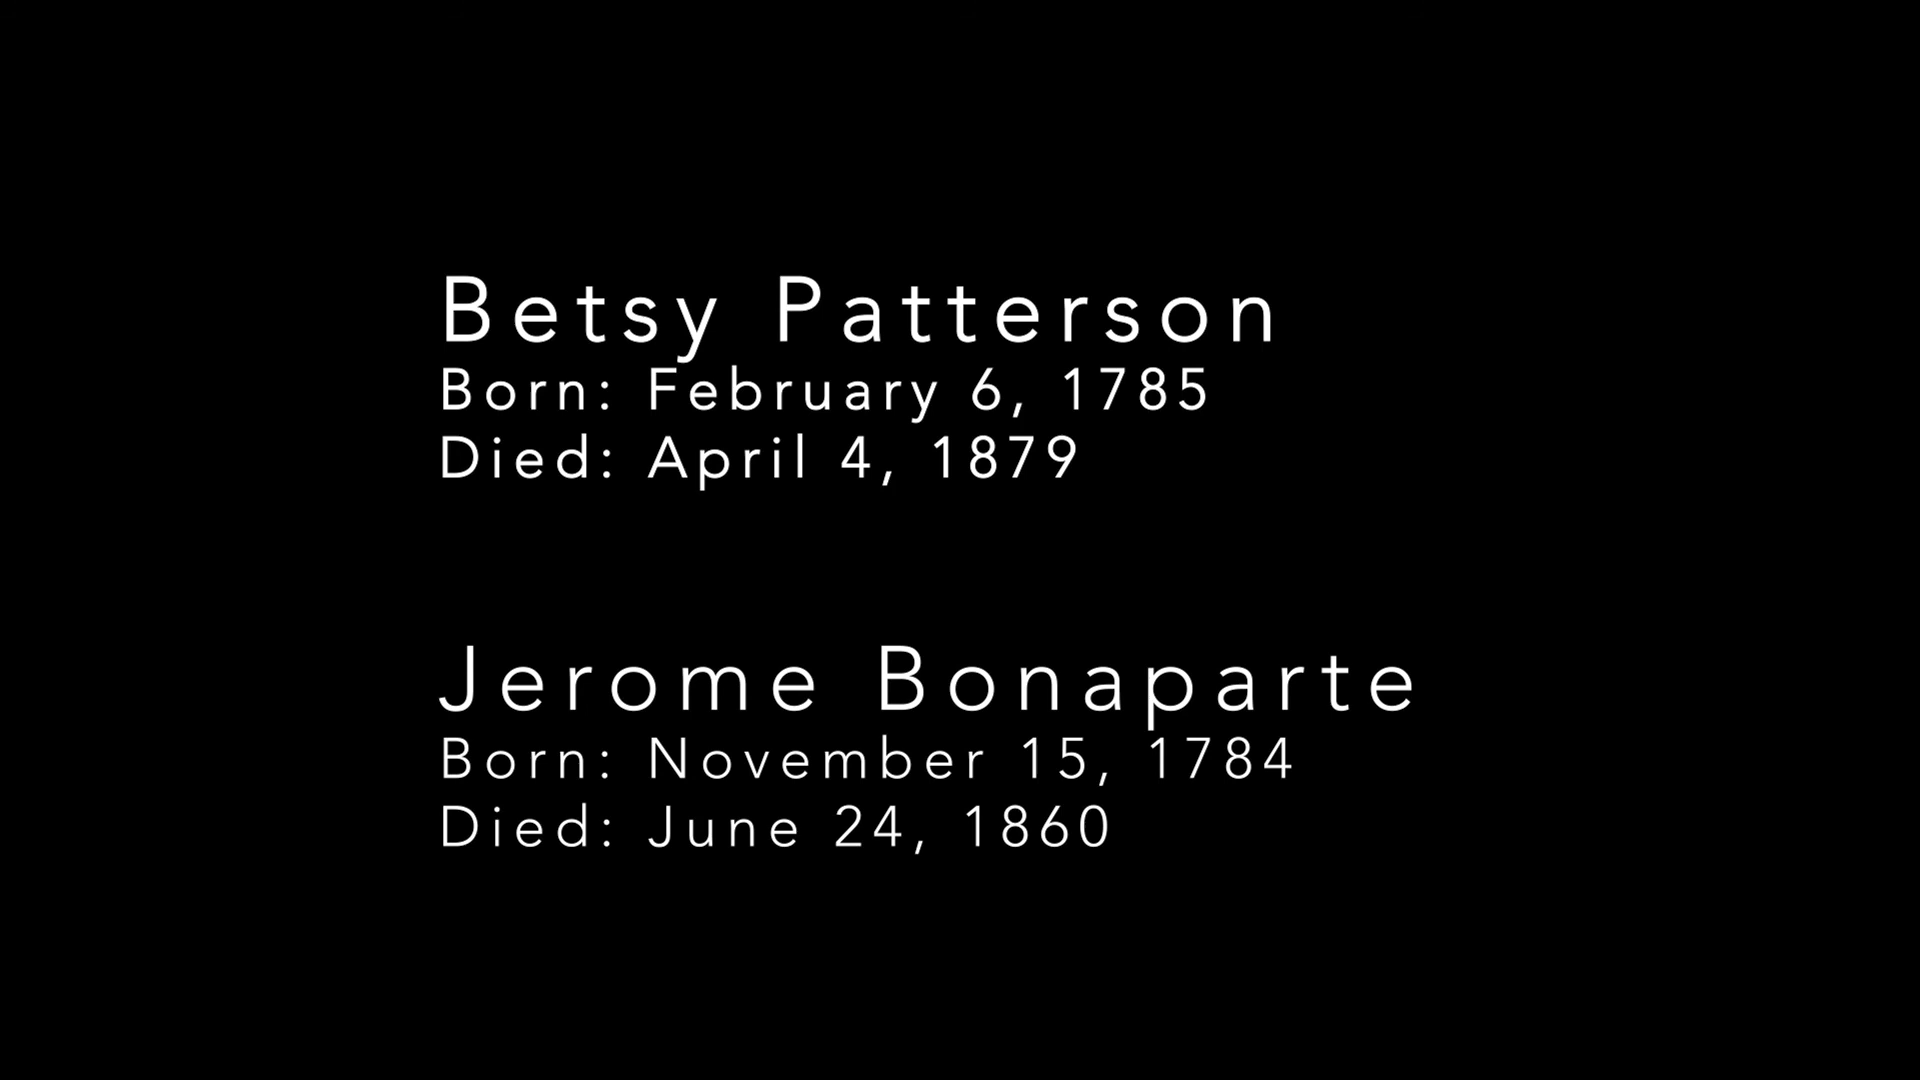 Betsy Patterson
Born: February 6, 1785
Died: April 4, 1879
Jerome Bonaparte
Born: November 15, 1784
Died: June 24, 1860